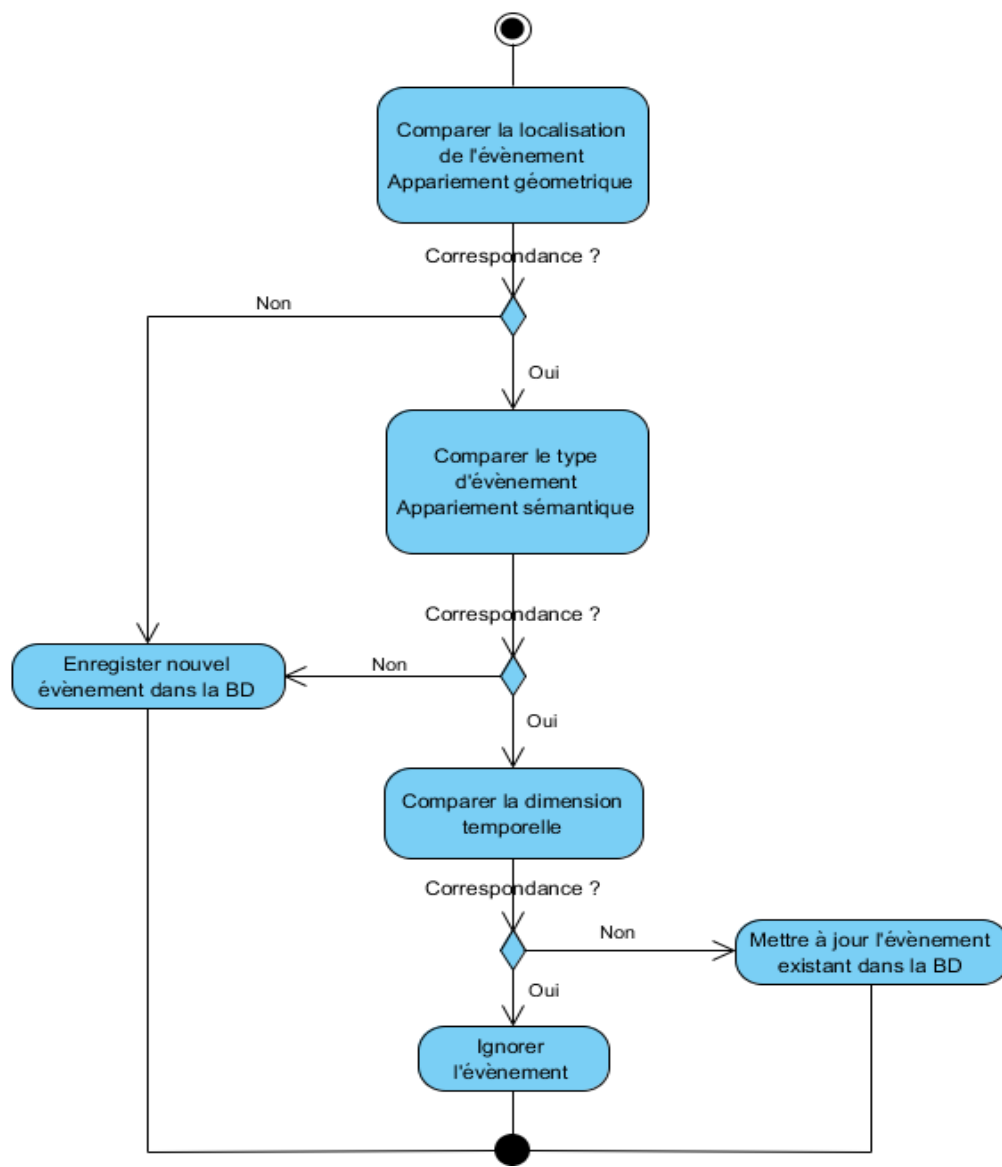 Comparer la localisation
de l'évènement
Appariement géometrique
Correspondance ?
Non
Oui
Comparer le type
d'évènement
Appariement sémantique
Correspondance ?
Enregister nouvel
évènement dans la BD
Non
Oui
Comparer la dimension
temporelle
Correspondance ?
Non
Mettre à jour l'évènement
existant dans la BD
Oui
Ignorer
l'évènement